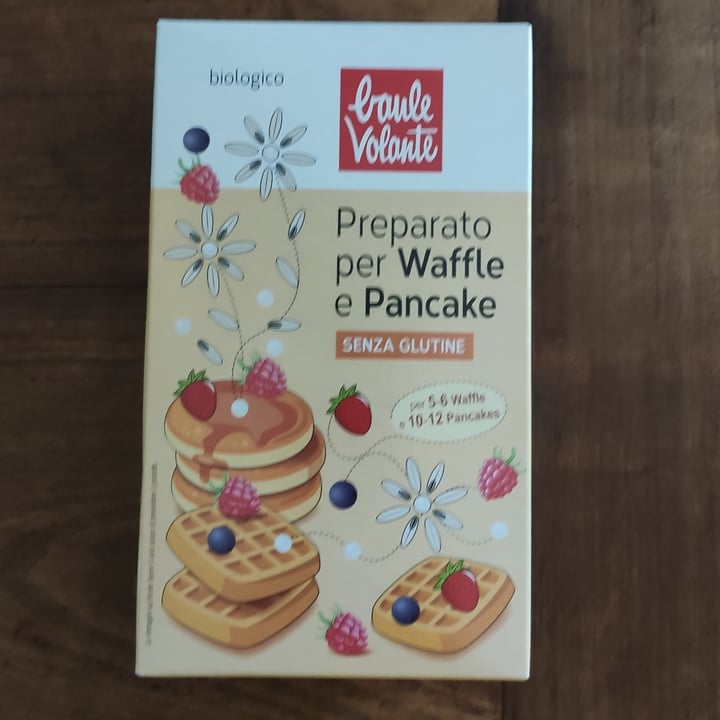 biologico
baule
Volante
Preparato
per Waffle
e Pancake
SENZA GLUTINE
per 5-6 Waffle
e 10-12 Pancakes